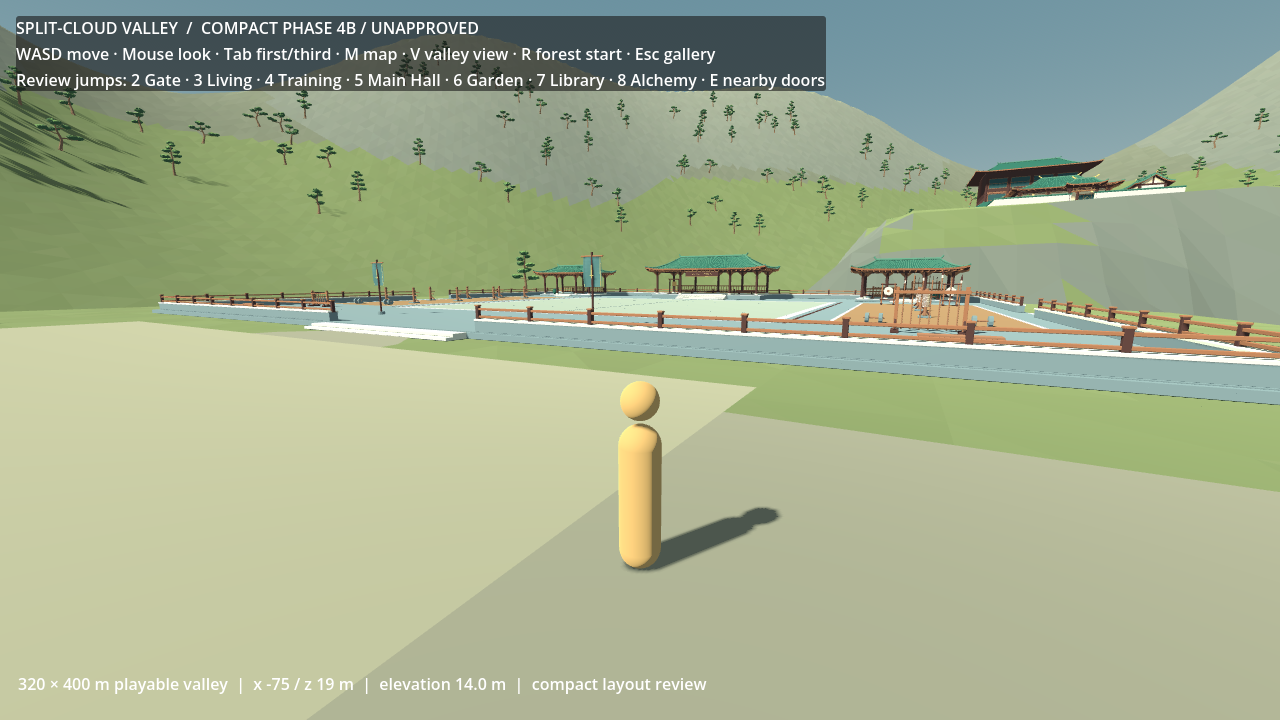 SPLIT-CLOUD VALLEY / COMPACT PHASE 4B / UNAPPROVED
WASD move · Mouse look · Tab first/third · M map · V valley view · R forest start · Esc gallery
Review jumps: 2 Gate · 3 Living · 4 Training · 5 Main Hall · 6 Garden · 7 Library · 8 Alchemy · E nearby doors
320 × 400 m playable valley | x -75 / z 19 m | elevation 14.0 m | compact layout review